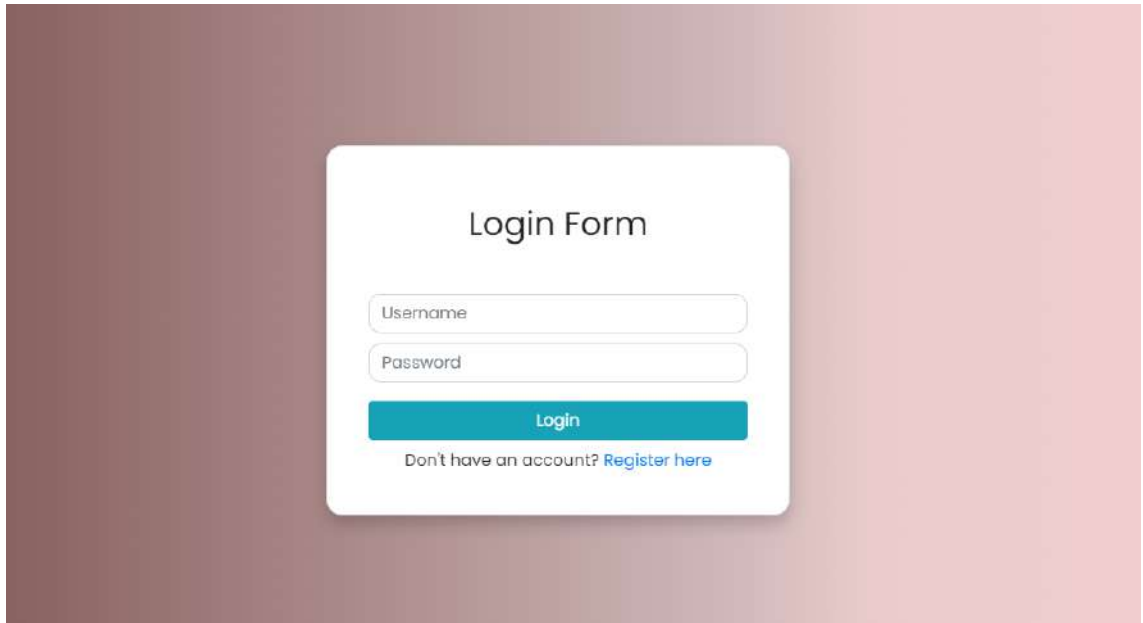 Login Form
Username
Password
Login
Don't have an account? Register here